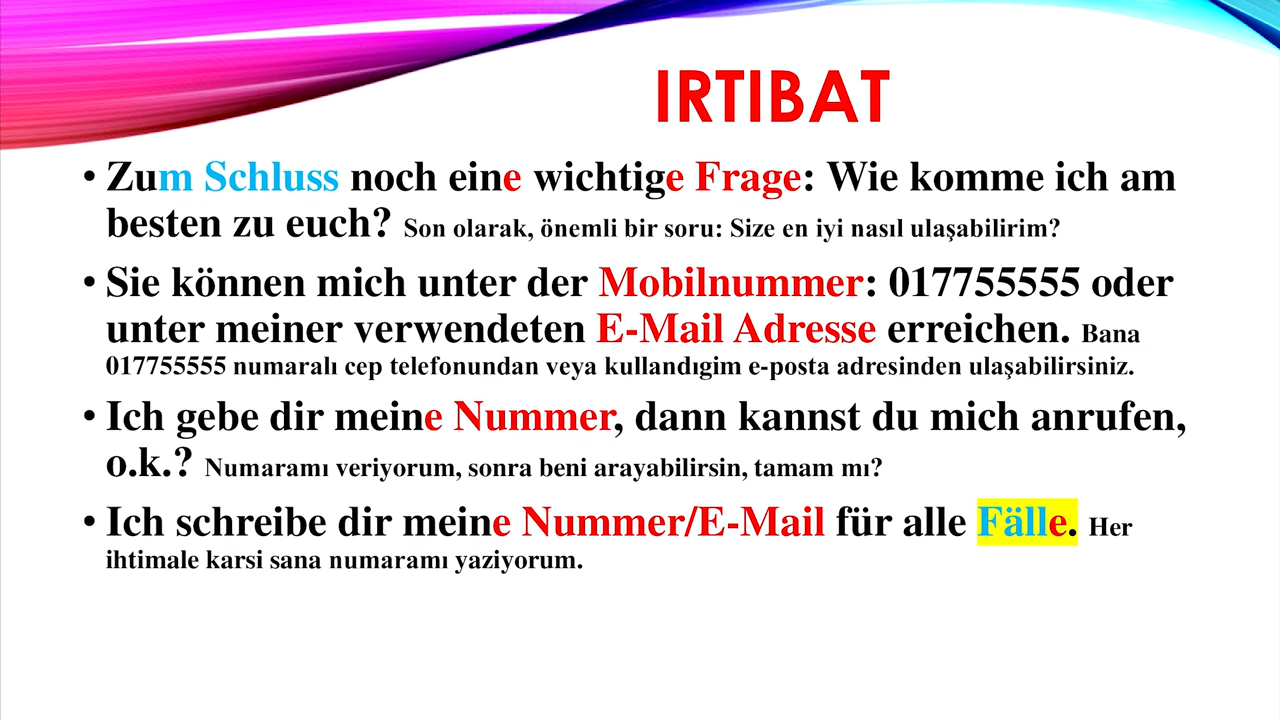 IRTIBAT
• Zum Schluss noch eine wichtige Frage: Wie komme ich am
besten zu euch? Son olarak, önemli bir soru: Size en iyi nasıl ulaşabilirim?
• Sie können mich unter der Mobilnummer: 017755555 oder
unter meiner verwendeten E-Mail Adresse erreichen. Bana
017755555 numaralı cep telefonundan veya kullandıgim e-posta adresinden ulaşabilirsiniz.
• Ich gebe dir meine Nummer, dann kannst du mich anrufen,
o.k.? Numaramı veriyorum, sonra beni arayabilirsin, tamam mı?
• Ich schreibe dir meine Nummer/E-Mail für alle Fälle. Her
ihtimale karsi sana numaramı yaziyorum.